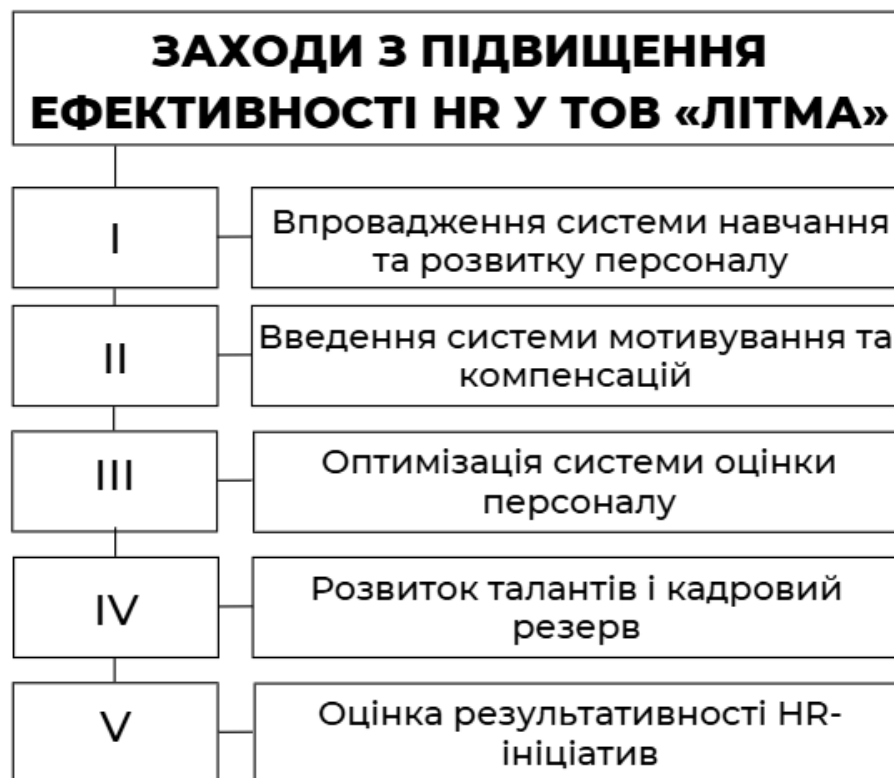 ЗАХОДИ З ПІДВИЩЕННЯ
ЕФЕКТИВНОСТІ HR У ТОВ «ЛІТМА»
I
Впровадження системи навчання
та розвитку персоналу
II
Введення системи мотивування та
компенсацій
III
Оптимізація системи оцінки
персоналу
IV
Розвиток талантів і кадровий
резерв
V
Оцінка результативності HR-
ініціатив